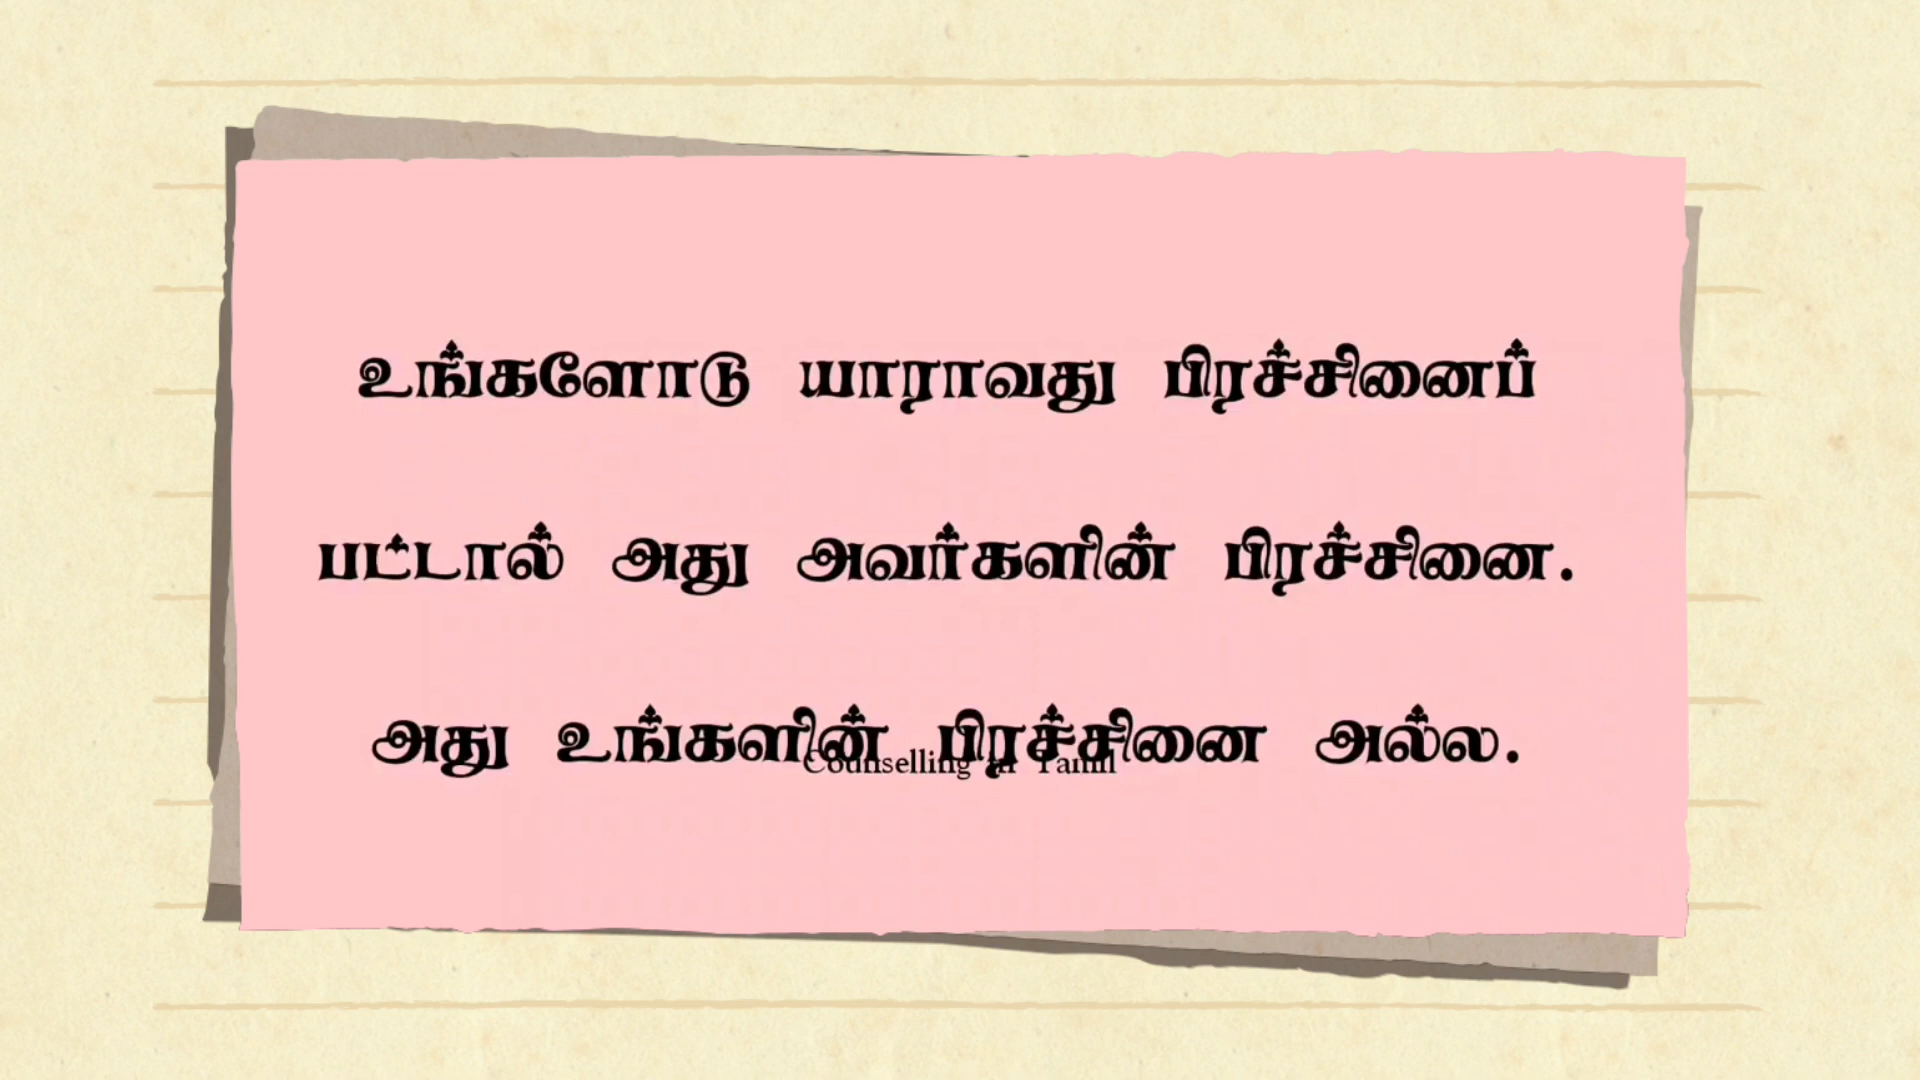 உங்களோடு யாராவது பிரச்சினைப்
பட்டால் அது அவர்களின் பிரச்சினை.
அது உங்களின் பிரச்சினை அல்ல.
Counselling in Tamil